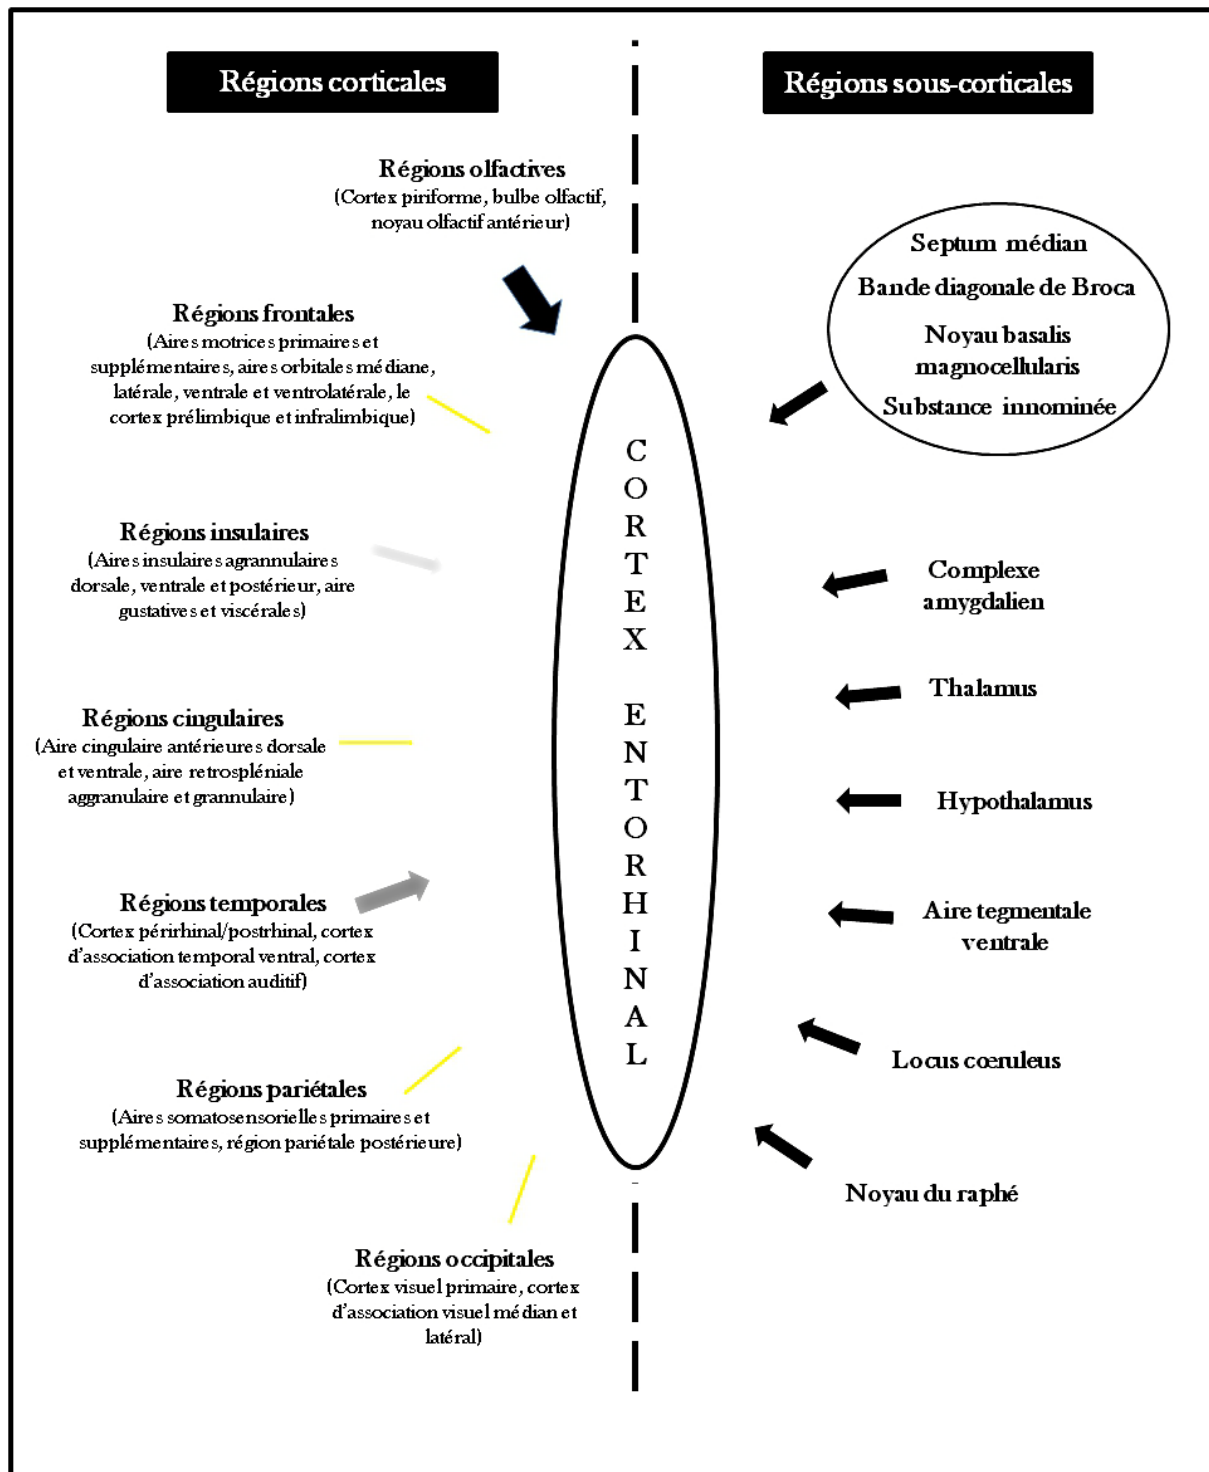 Régions corticales
Régions sous-corticales
Régions olfactives
(Cortex piriforme, bulbe olfactif,
noyau olfactif antérieur)
Régions frontales
(Aires motrices primaires et
supplémentaires, aires orbitales médiane,
latérale, ventrale et ventrolatérale, le
cortex prélimbique et infralimbique)
Régions insulaires
(Aires insulaires agrannulaires
dorsale, ventrale et postérieur, aire
gustatives et viscérales)
Régions cingulaires
(Aire cingulaire antérieures dorsale
et ventrale, aire retrospléniale
aggranulaire et grannulaire)
Régions temporales
(Cortex périrhinal/postrhinal, cortex
d'association temporal ventral, cortex
d'association auditif)
Régions pariétales
(Aires somatosensorielles primaires et
supplémentaires, région pariétale postérieure)
Régions occipitales
(Cortex visuel primaire, cortex
d'association visuel médian et
latéral)
CORTEX ENTORHINAL
Septum médian
Bande diagonale de Broca
Noyau basalis
magnocellularis
Substance innominée
Complexe
amygdalien
Thalamus
Hypothalamus
Aire tegmentale
ventrale
Locus cœruleus
Noyau du raphé